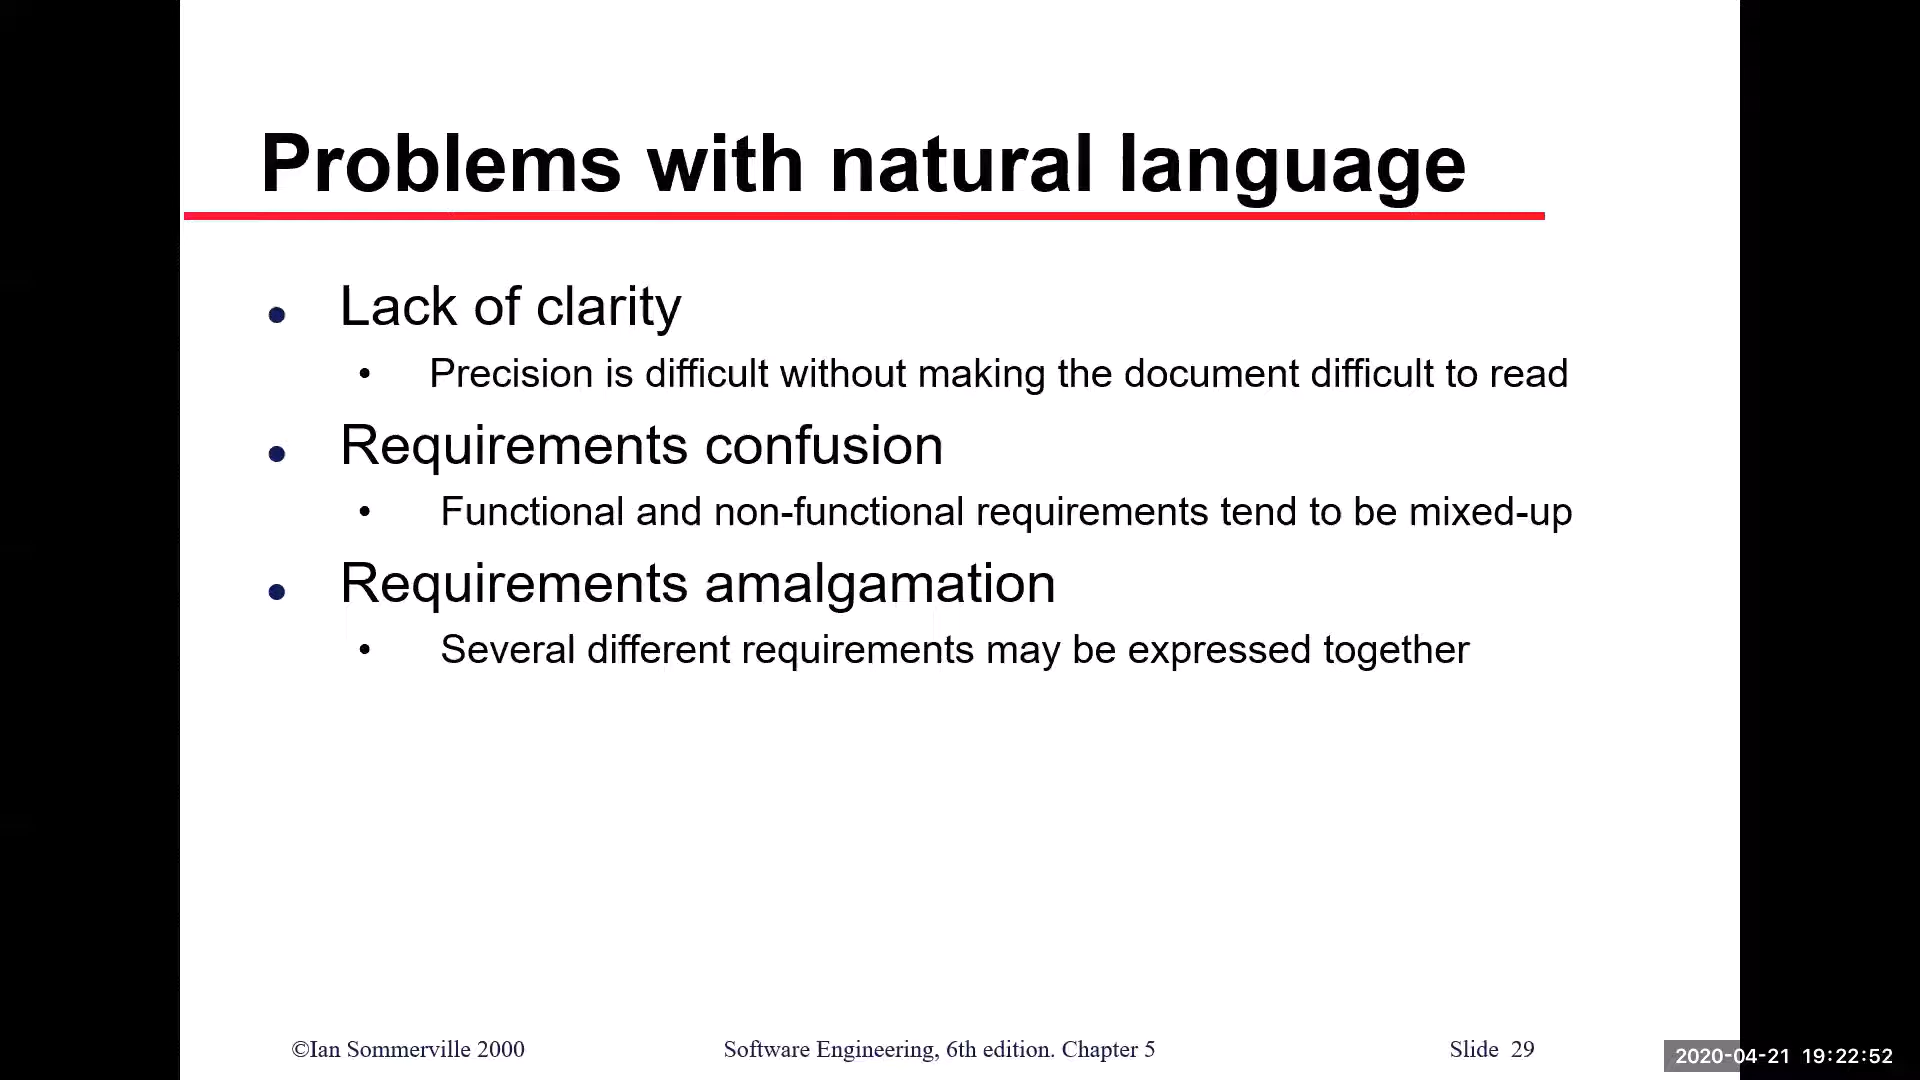 Problems with natural language
● Lack of clarity
• Precision is difficult without making the document difficult to read
● Requirements confusion
• Functional and non-functional requirements tend to be mixed-up
● Requirements amalgamation
• Several different requirements may be expressed together
©Ian Sommerville 2000
Software Engineering, 6th edition. Chapter 5
Slide 29
2020-04-21 19:22:52